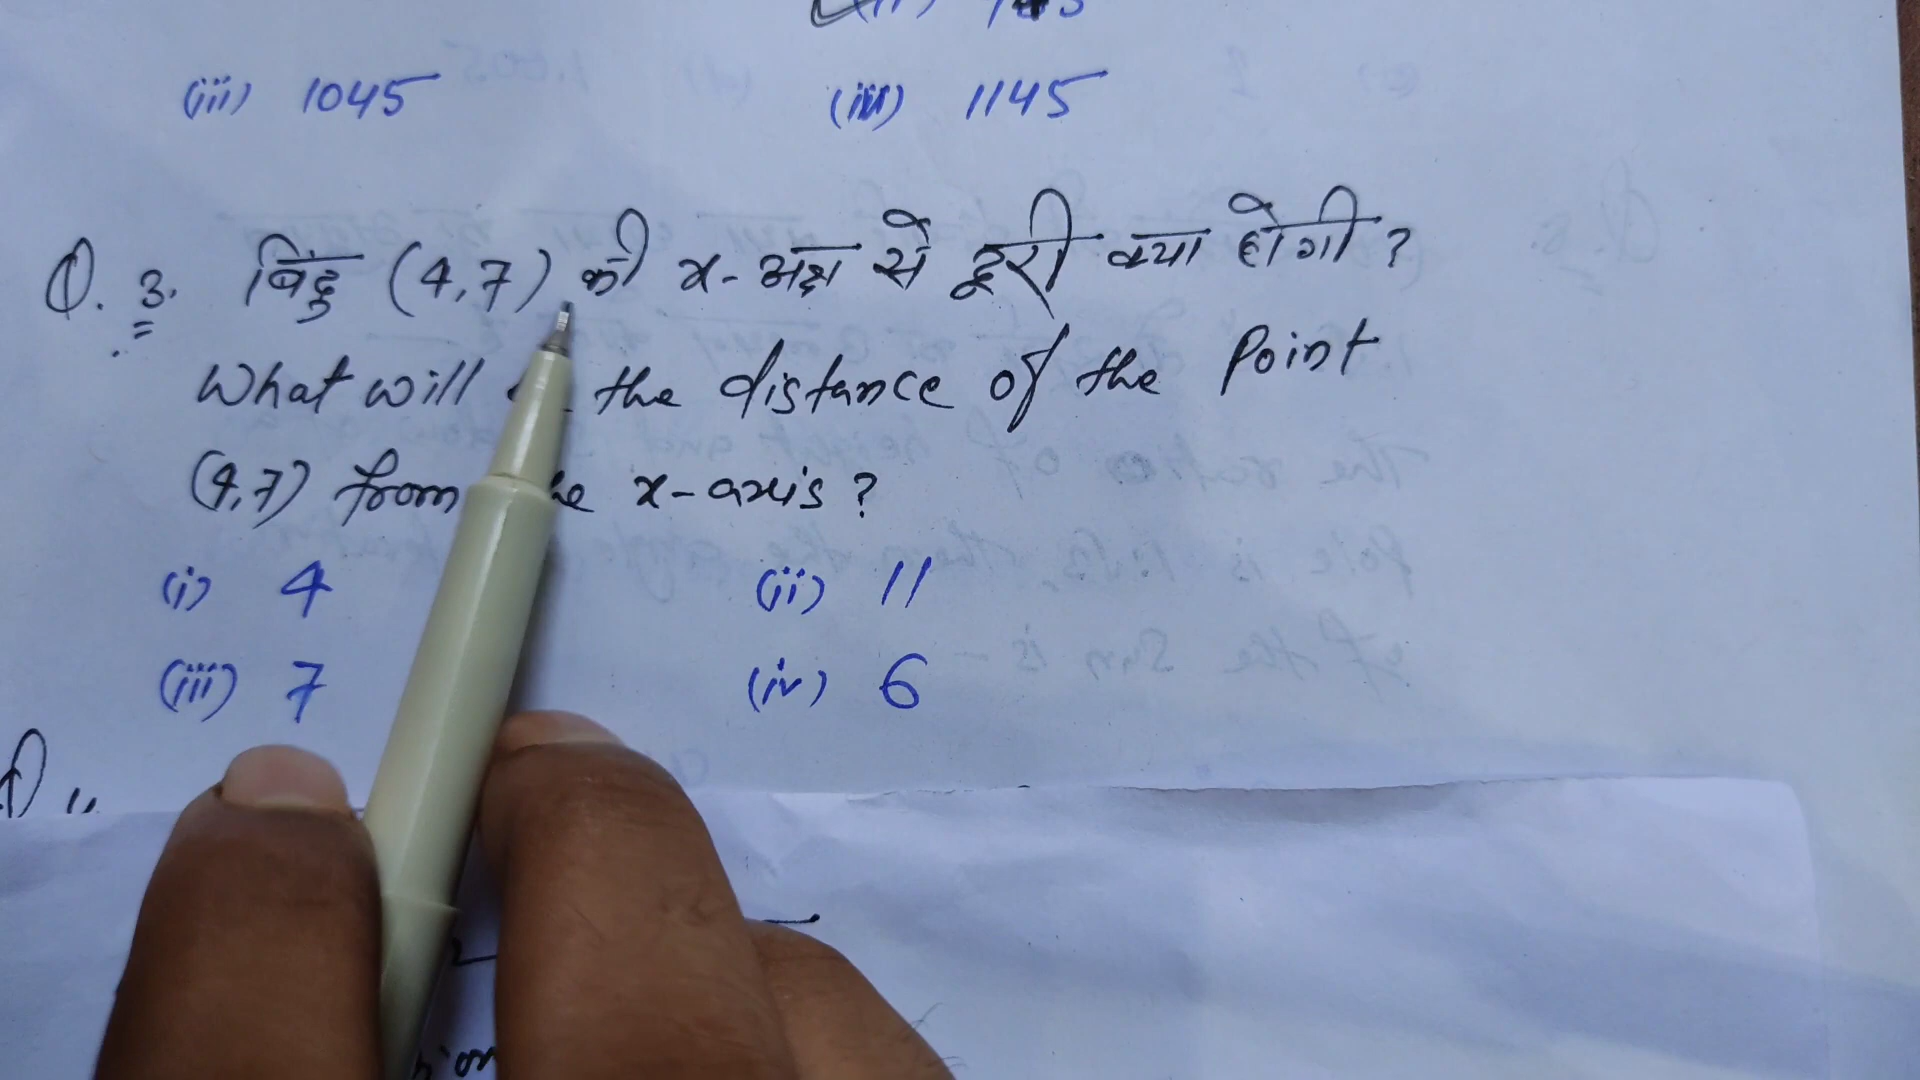 (iii) 1045 (iv) 1145
Q. 3. बिंदु (4,7) की x-अक्ष से दूरी क्या होगी ?
What will the distance of the Point
(4,7) from x-axis ?
(i) 4 (ii) 11
(iii) 7 (iv) 6